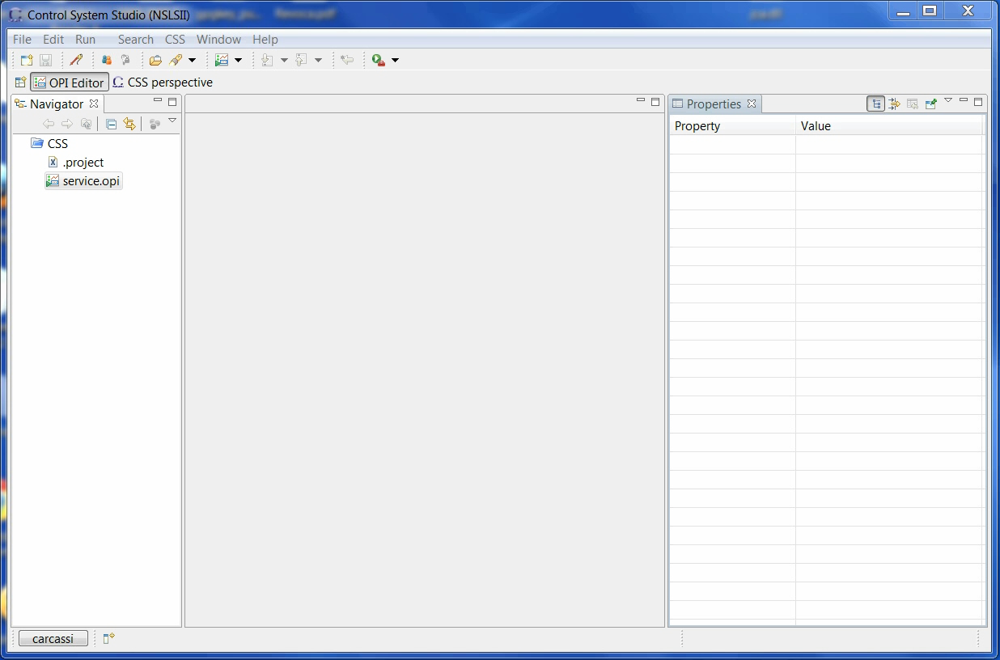 Control System Studio (NSLSII)
File Edit Run Search CSS Window Help
OPI Editor CSS perspective
Navigator
Properties
Property Value
CSS
.project
service.opi
carcassi